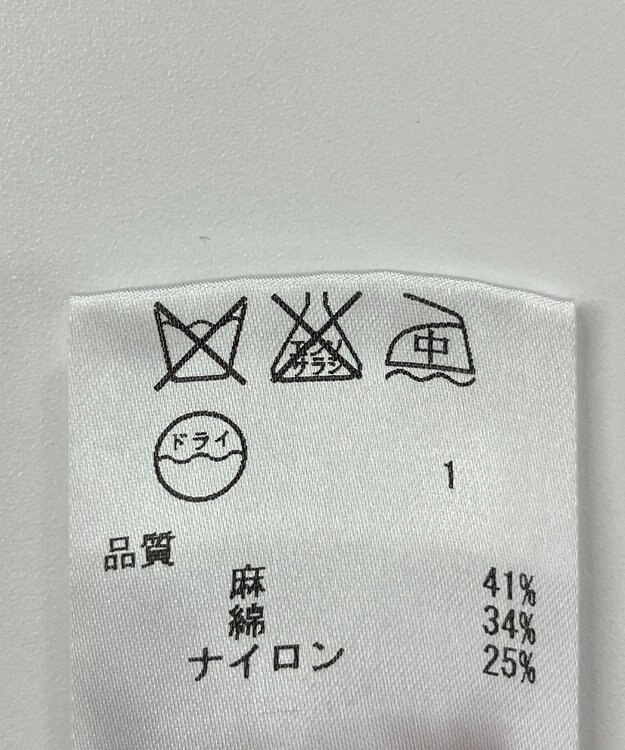 エンソ
サラシ
中
ドライ
1
品質
麻 41%
綿 34%
ナイロン 25%